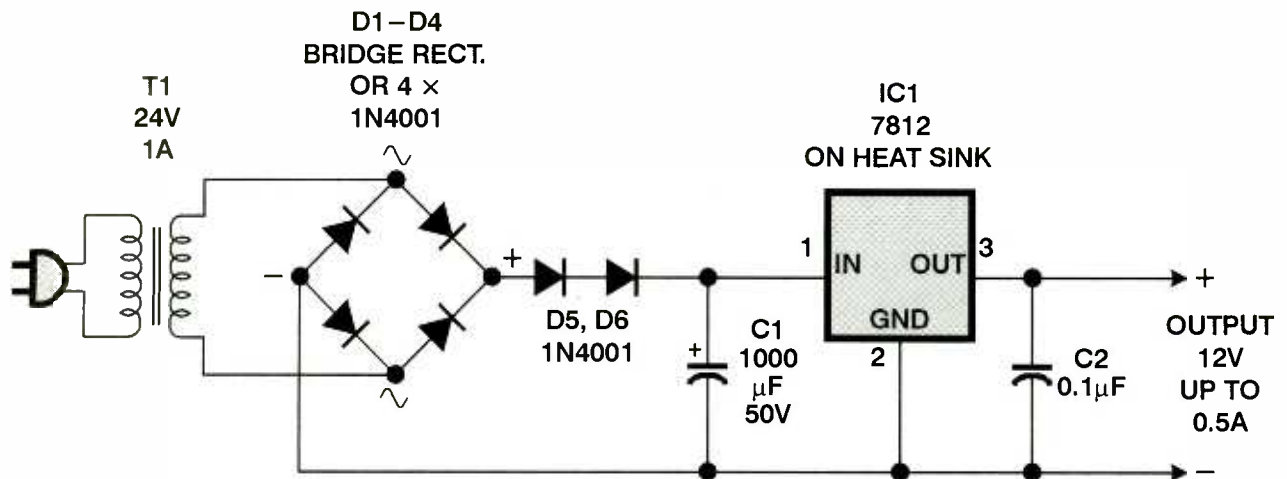 D1–D4
BRIDGE RECT.
OR 4 ×
1N4001
T1
24V
1A
IC1
7812
ON HEAT SINK
∼
+
−
∼
D5, D6
1N4001
C1
+
1000
μF
50V
1
IN
OUT
3
GND
2
C2
0.1μF
+
OUTPUT
12V
UP TO
0.5A
−